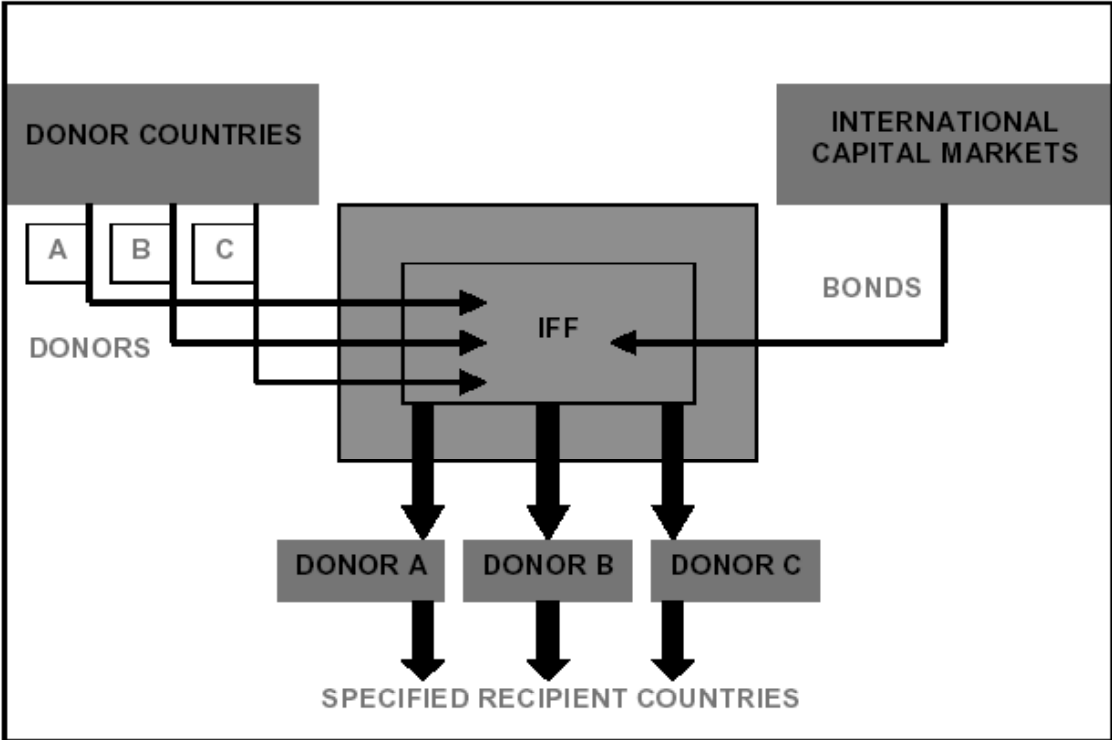 DONOR COUNTRIES
INTERNATIONAL
CAPITAL MARKETS
A
B
C
BONDS
IFF
DONORS
DONOR A
DONOR B
DONOR C
SPECIFIED RECIPIENT COUNTRIES